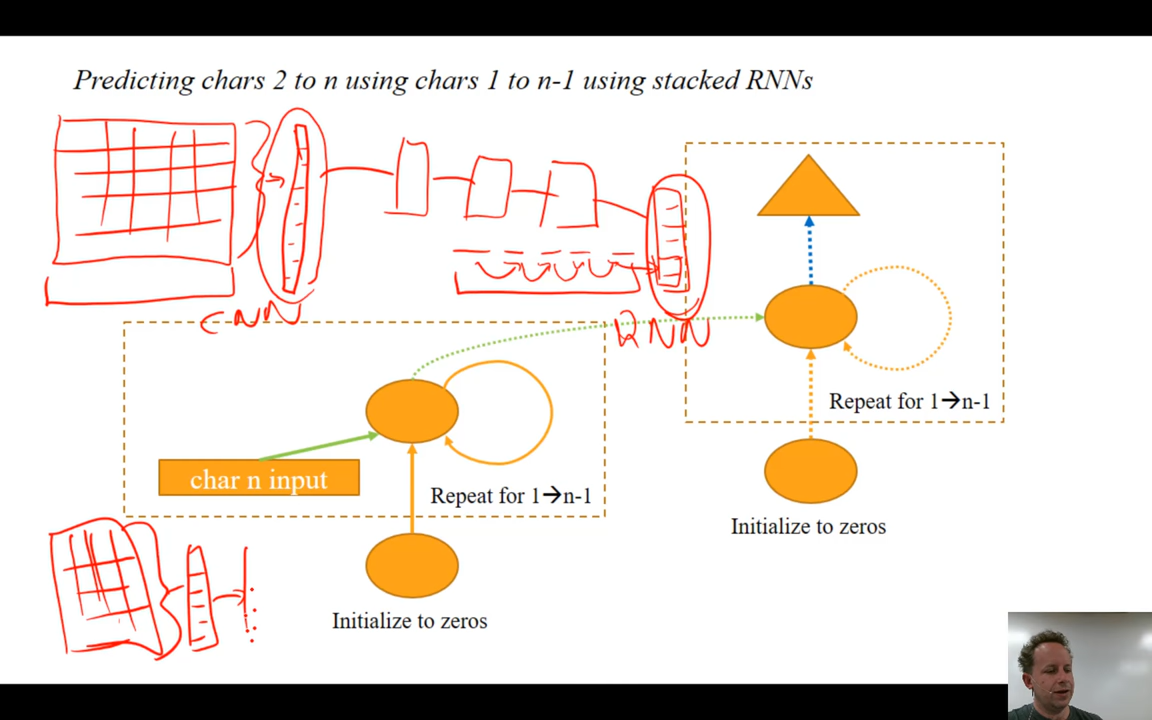 Predicting chars 2 to n using chars 1 to n-1 using stacked RNNs
CNN
RNN
Repeat for 1→n-1
char n input
Repeat for 1→n-1
Initialize to zeros
Initialize to zeros